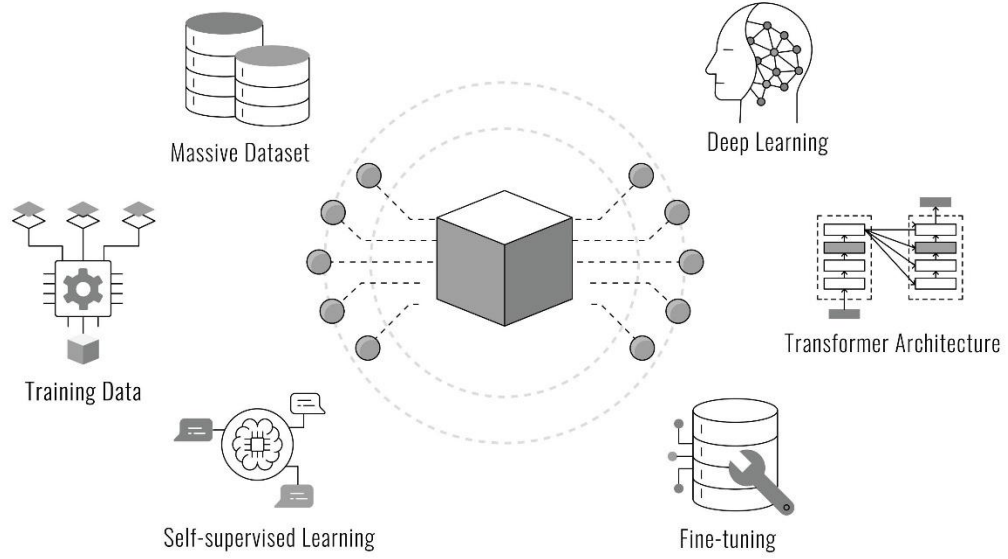 Massive Dataset
Deep Learning
Training Data
Transformer Architecture
Self-supervised Learning
Fine-tuning